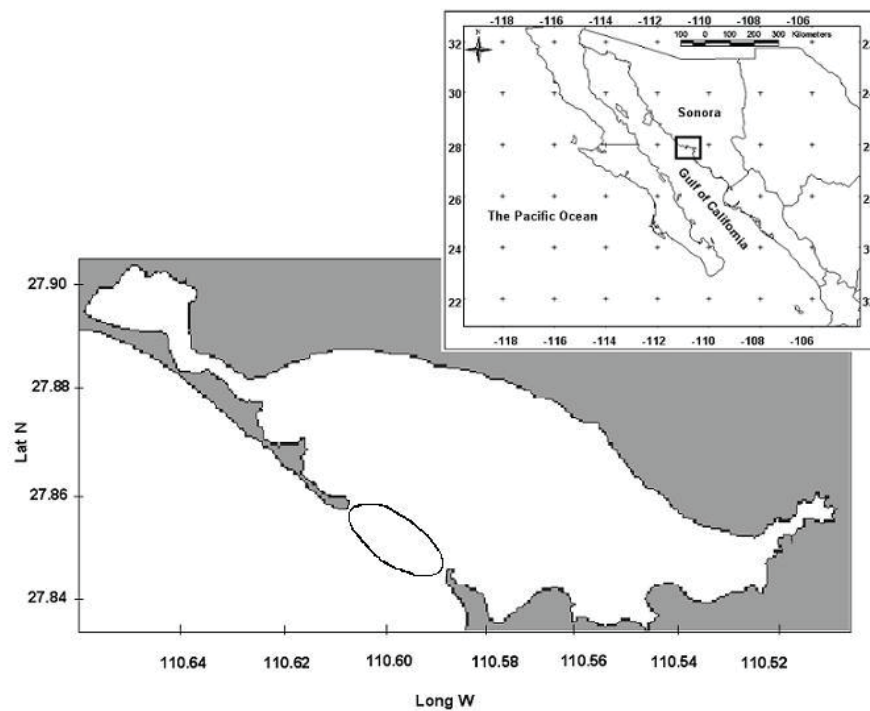 -118 -116 -114 -112 -110 -108 -106
N
100 0 100 200 300 Kilometers
32
30
28
26
24
22
Sonora
Gulf of California
The Pacific Ocean
-118 -116 -114 -112 -110 -108 -106
27.90
27.88
27.86
27.84
Lat N
110.64 110.62 110.60 110.58 110.56 110.54 110.52
Long W